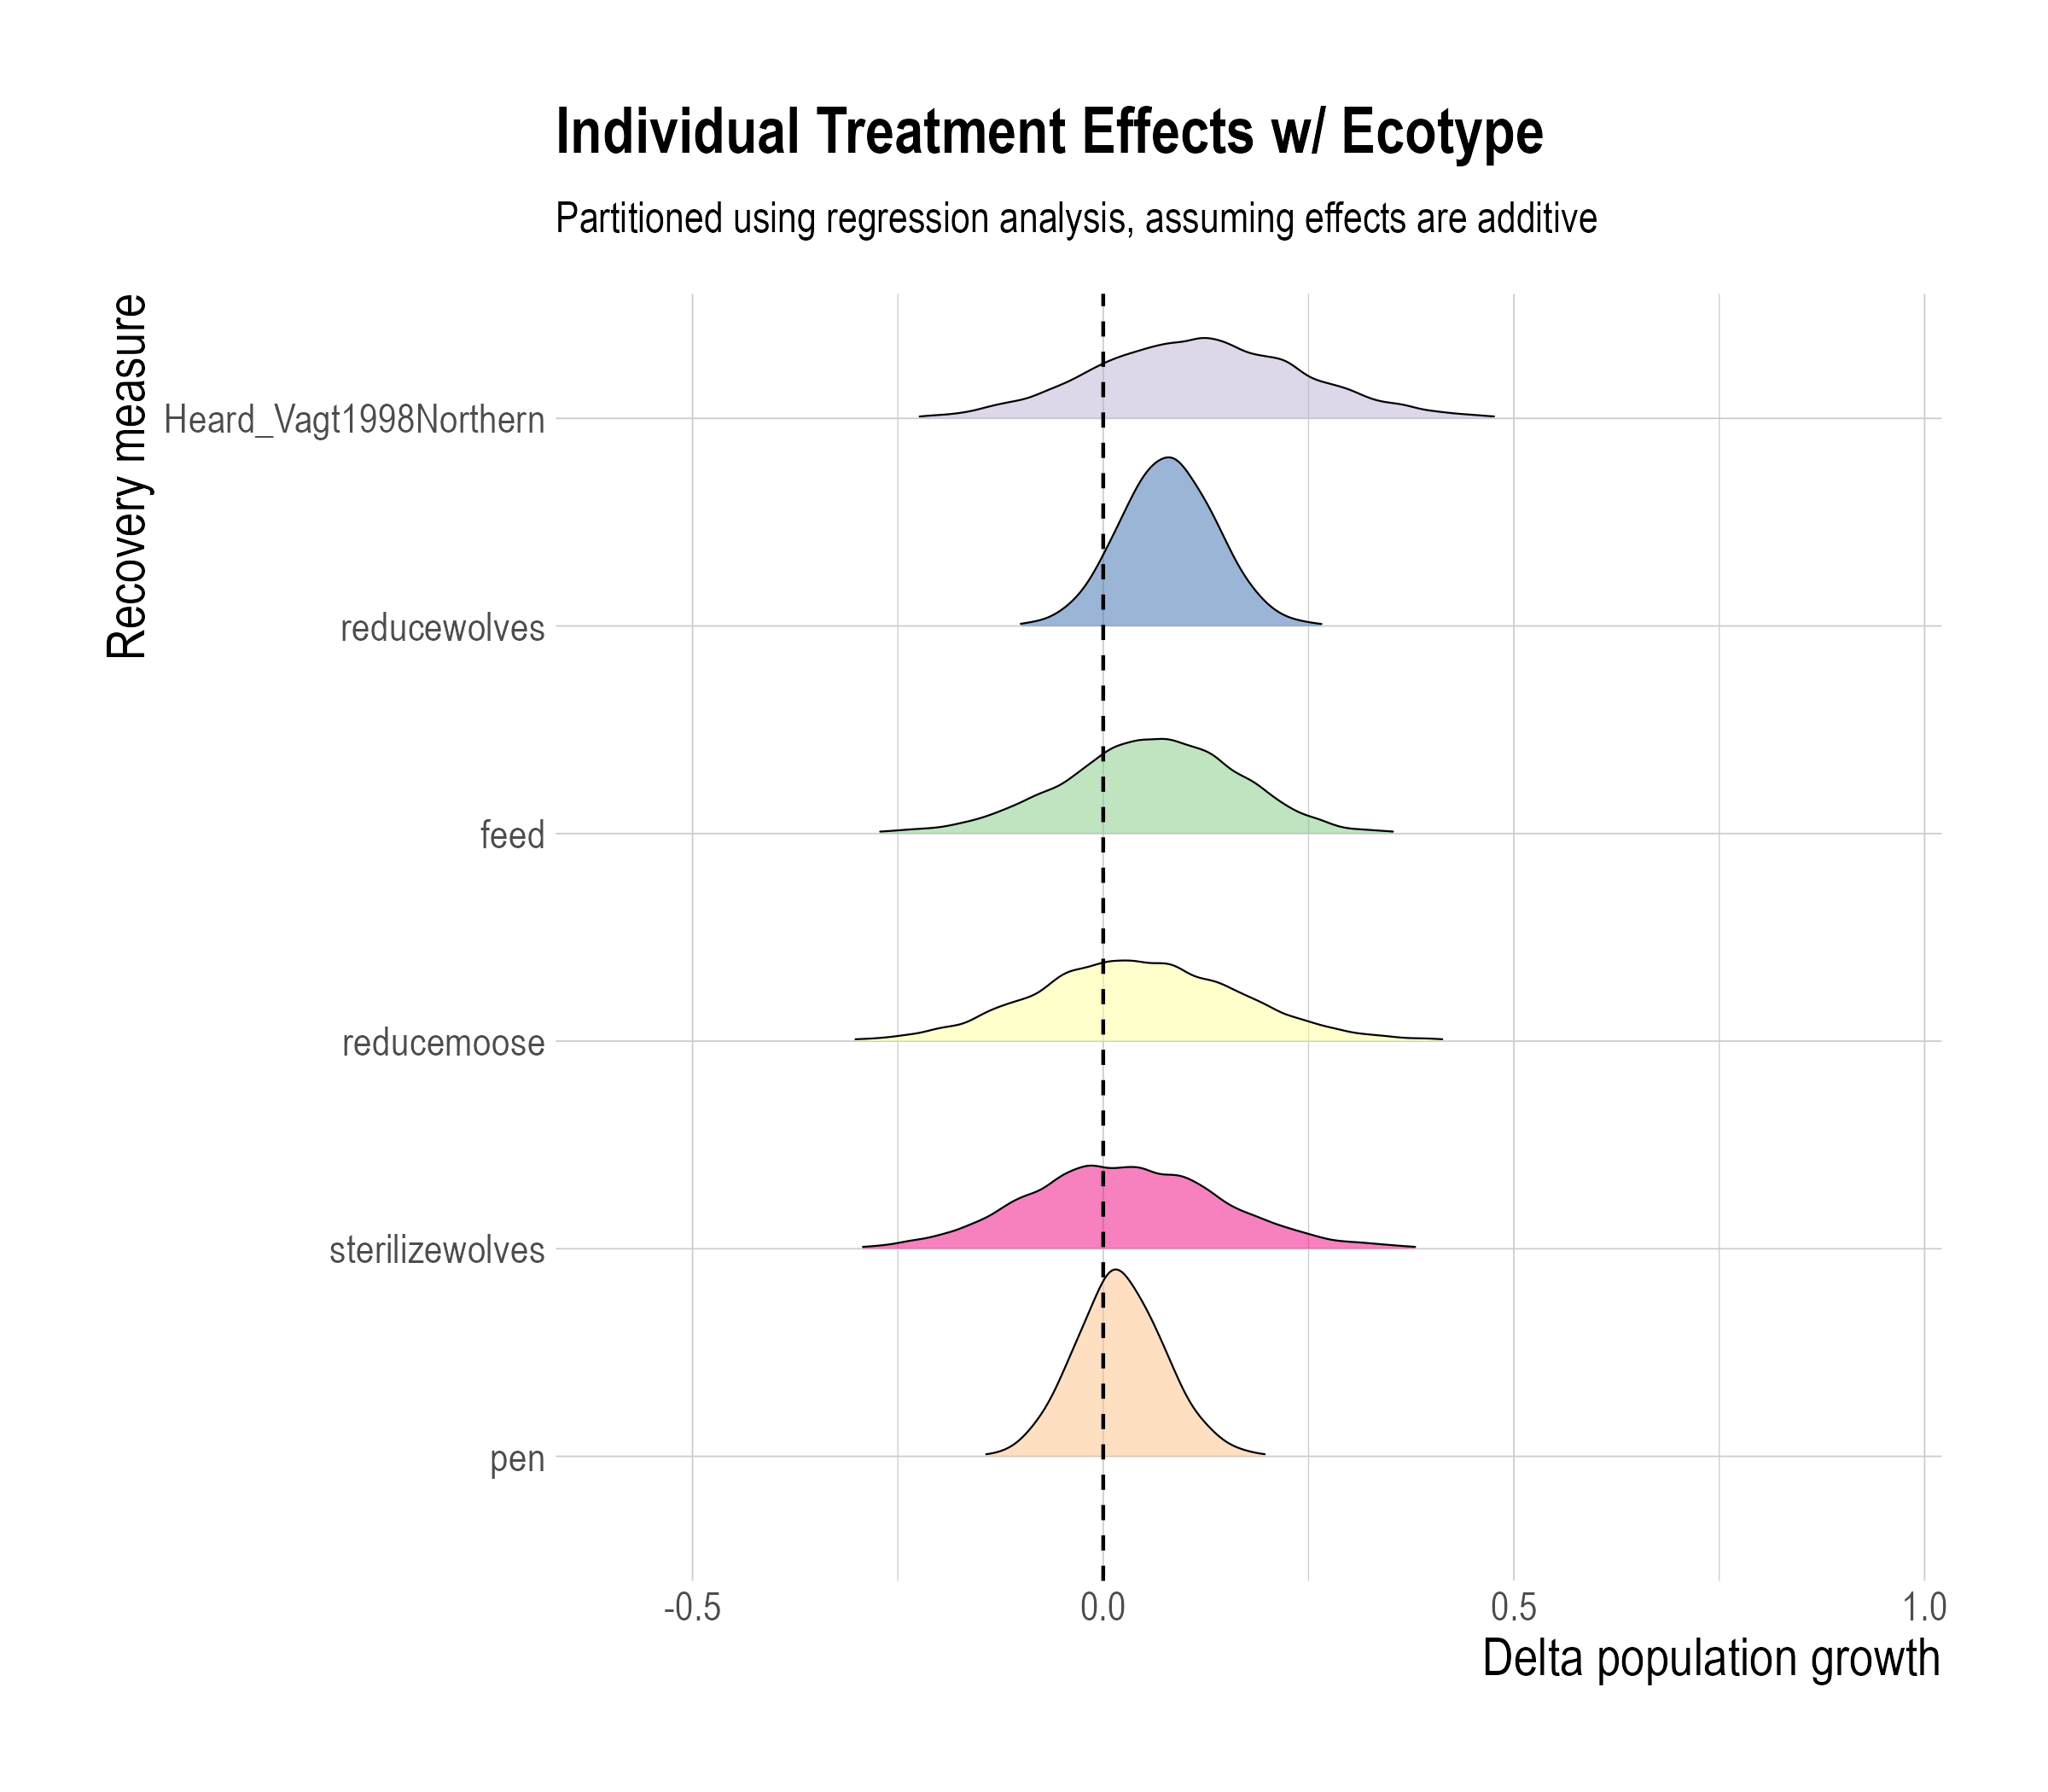 Individual Treatment Effects w/ Ecotype
Partitioned using regression analysis, assuming effects are additive
Recovery measure
Heard_Vagt1998Northern
reducewolves
feed
reducemoose
sterilizewolves
pen
-0.5
0.0
0.5
1.0
Delta population growth